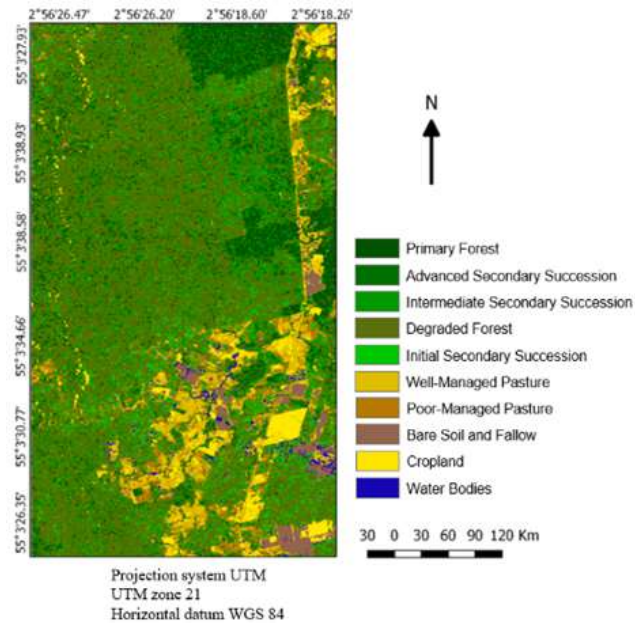 2°56'26.47' 2°56'26.20' 2°56'18.60' 2°56'18.26'
55°3'27.93'
55°3'38.93'
55°3'38.58'
55°3'34.66'
55°3'30.77'
55°3'26.35'
N
Primary Forest
Advanced Secondary Succession
Intermediate Secondary Succession
Degraded Forest
Initial Secondary Succession
Well-Managed Pasture
Poor-Managed Pasture
Bare Soil and Fallow
Cropland
Water Bodies
30 0 30 60 90 120 Km
Projection system UTM
UTM zone 21
Horizontal datum WGS 84